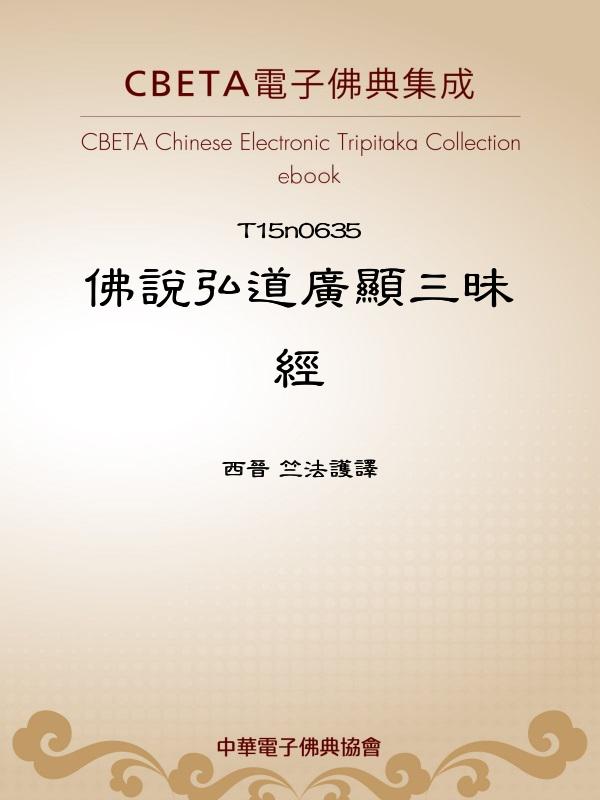 CBETA電子佛典集成
CBETA Chinese Electronic Tripitaka Collection
ebook
T15n0635
佛說弘道廣顯三昧
經
西晉 竺法護譯
中華電子佛典協會